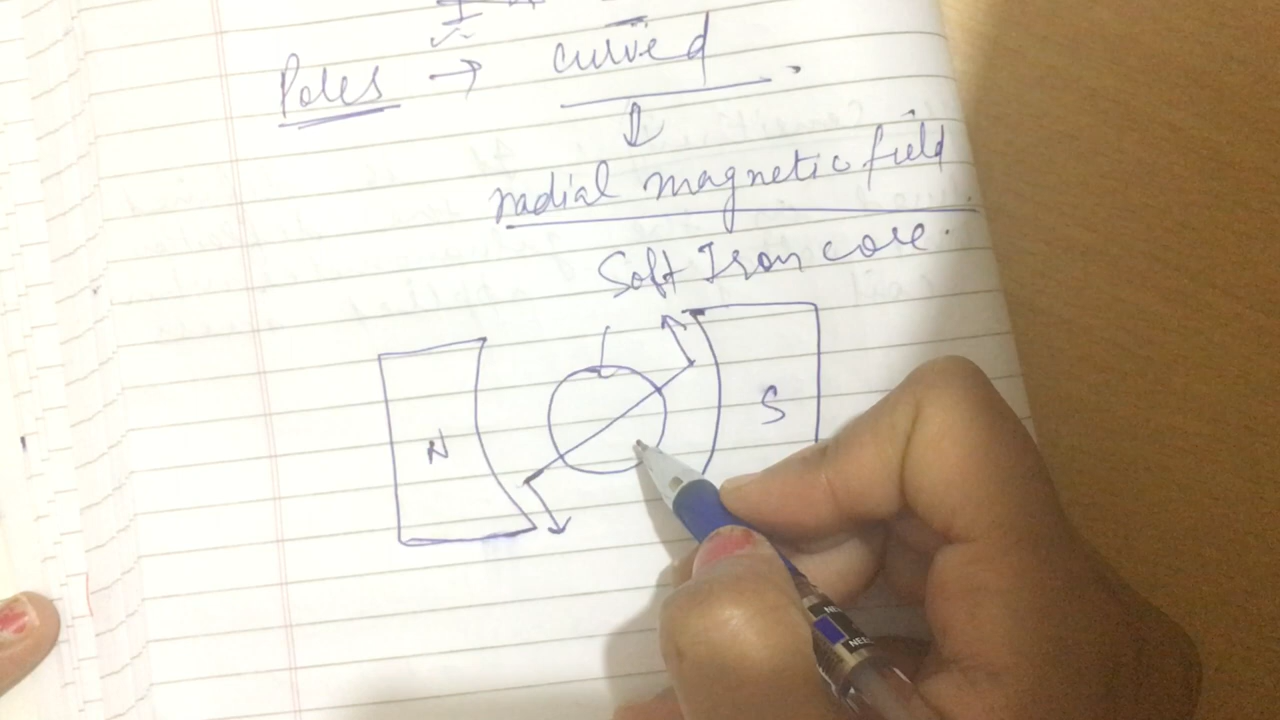 Poles → curved.
radial magnetic field
Soft Iron core.
N
S